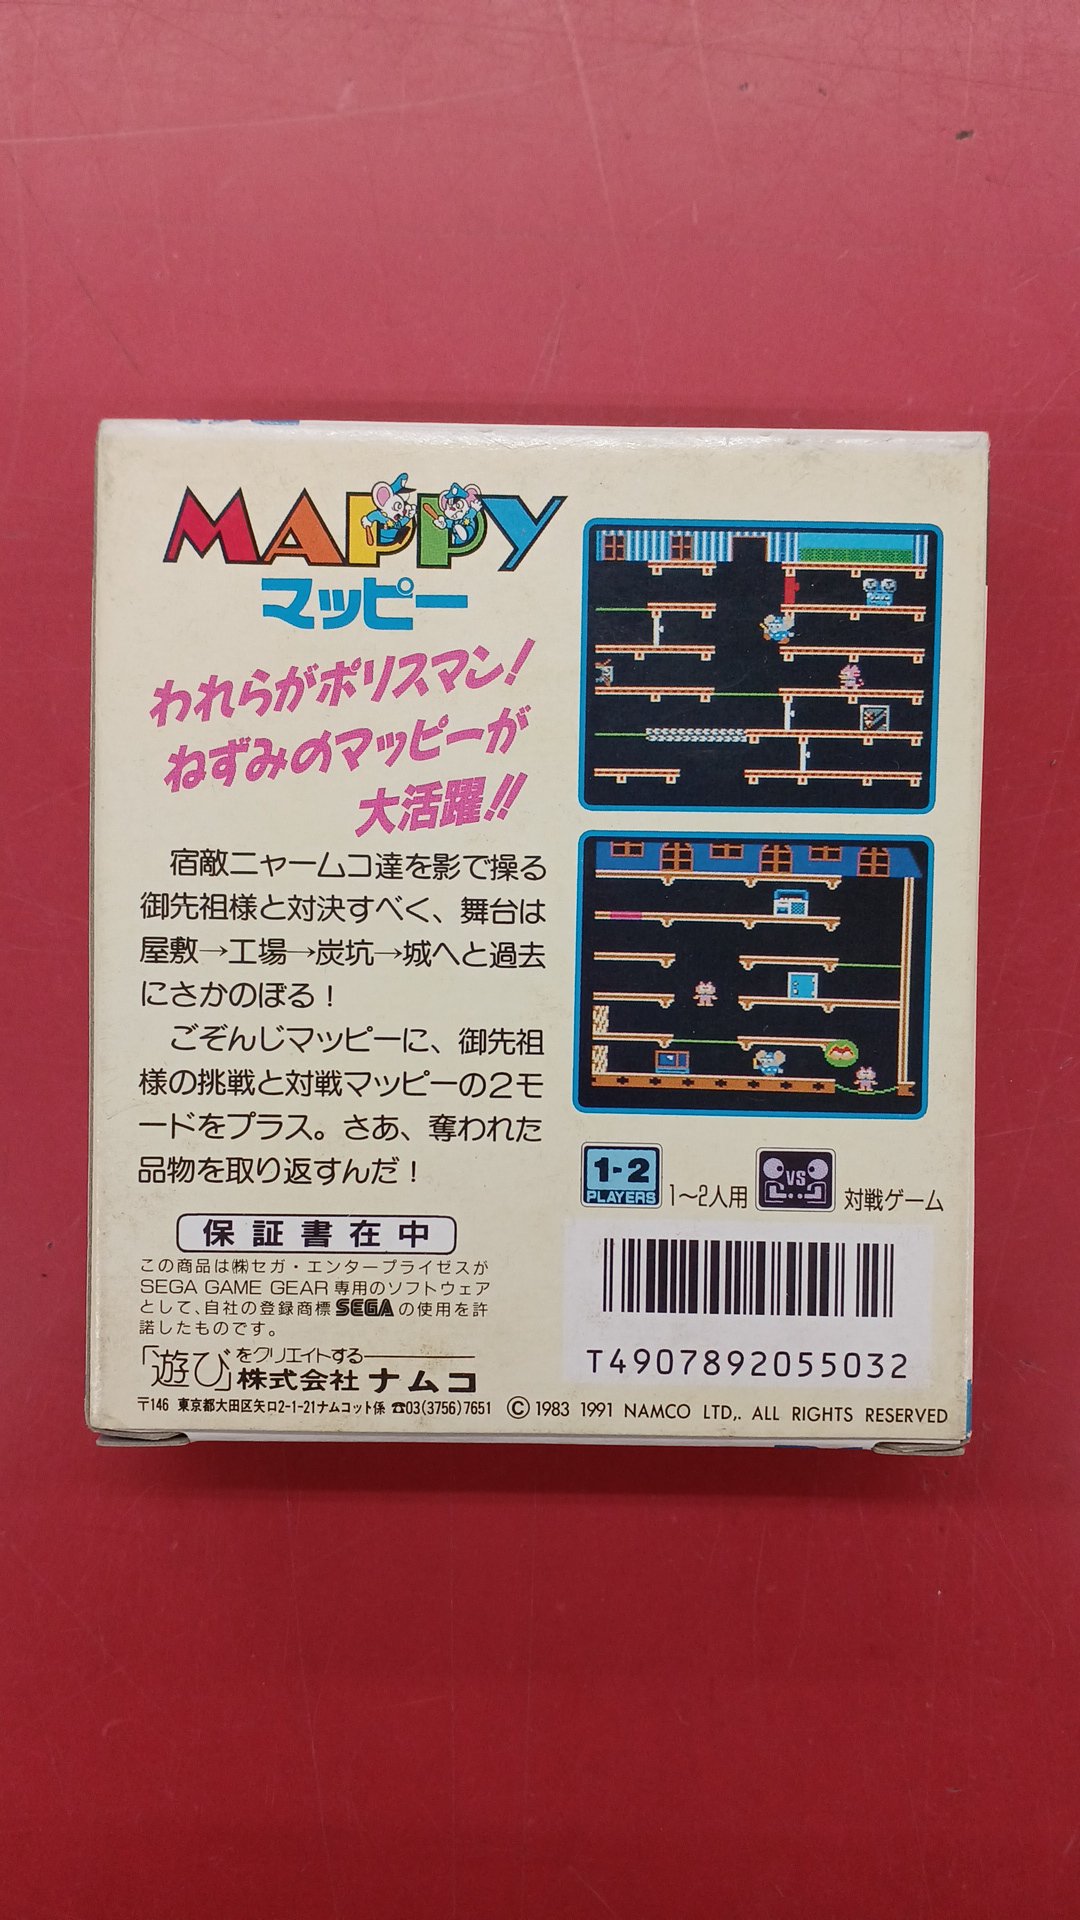 MAPPY
マッピー
われらがポリスマン!
ねずみのマッピーが
大活躍!!
宿敵ニャームコ達を影で操る
御先祖様と対決すべく、舞台は
屋敷→工場→炭坑→城へと過去
にさかのぼる！
ごぞんじマッピーに、御先祖
様の挑戦と対戦マッピーの2モ
ードをプラス。さあ、奪われた
品物を取り返すんだ！
1-2
PLAYERS
1～2人用
VS
対戦ゲーム
保証書在中
この商品は㈱セガ・エンタープライゼスが
SEGA GAME GEAR専用のソフトウェア
として、自社の登録商標SEGAの使用を許
諾したものです。
「遊び」をクリエイトする
株式会社ナムコ
〒146 東京都大田区矢口2-1-21ナムコット係 ☎03(3756)7651
T4907892055032
© 1983 1991 NAMCO LTD,. ALL RIGHTS RESERVED